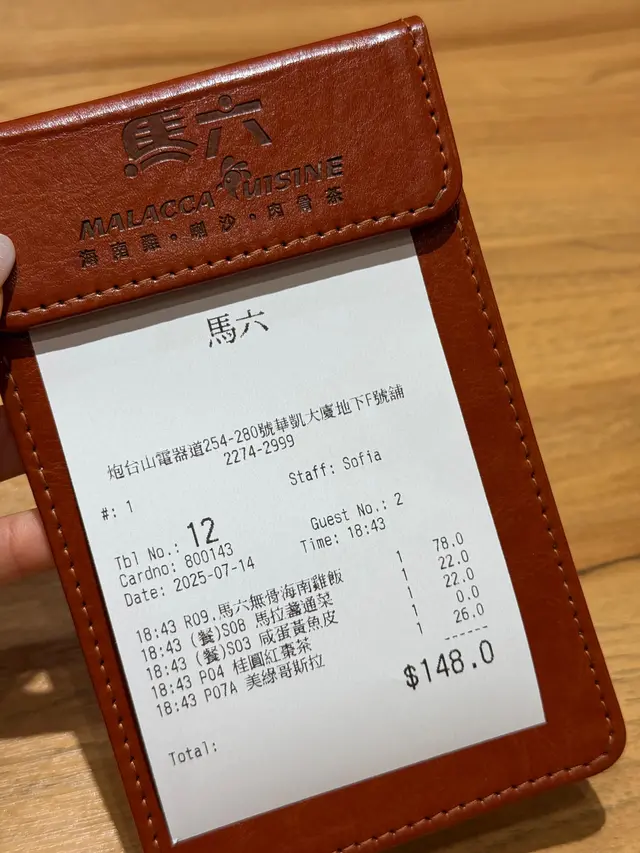 馬六
MALACCA CUISINE
海南雞。喇沙。肉骨茶
馬六
炮台山電器道254-280號華凱大廈地下F號舖
2274-2999
#: 1 Staff: Sofia
Tbl No.: 12 Guest No.: 2
Cardno: 800143 Time: 18:43
Date: 2025-07-14
18:43 R09.馬六無骨海南雞飯 1 78.0
18:43 (餐)S08 馬拉醬通菜 1 22.0
18:43 (餐)S03 咸蛋黃魚皮 1 22.0
18:43 P04 桂圓紅棗茶 1 0.0
18:43 P07A 美綠哥斯拉 1 26.0
------
Total: $148.0